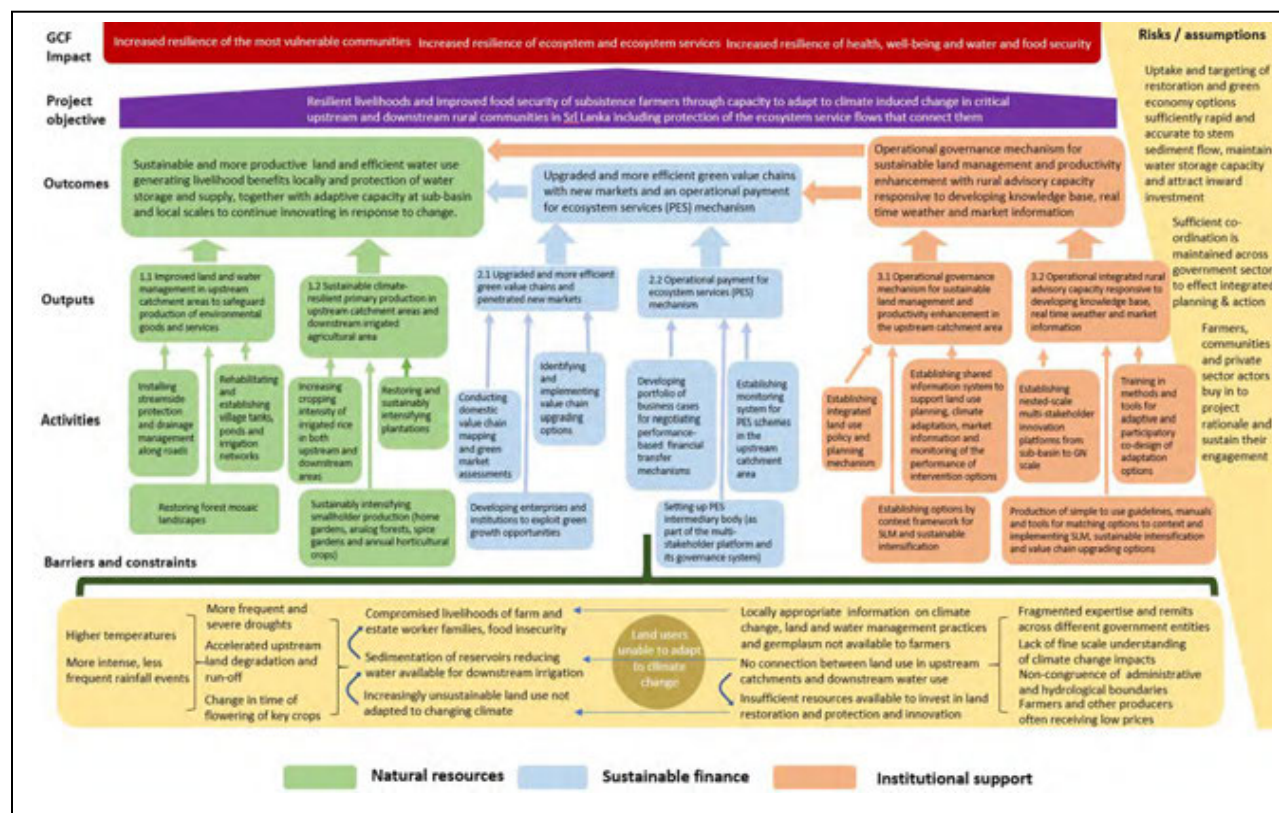 GCF
Impact
Increased resilience of the most vulnerable communities
Increased resilience of ecosystem and ecosystem services
Increased resilience of health, well-being and water and food security
Risks / assumptions
Uptake and targeting of
restoration and green
economy options
sufficiently rapid and
accurate to stem
sediment flow, maintain
water storage capacity
and attract inward
investment
Sufficient co-
ordination is
maintained across
government sector
to effect integrated
planning & action
Farmers,
communities
and private
sector actors
buy in to
project
rationale and
sustain their
engagement
Project
objective
Resilient livelihoods and improved food security of subsistence farmers through capacity to adapt to climate induced change in critical
upstream and downstream rural communities in Sri Lanka including protection of the ecosystem service flows that connect them
Outcomes
Sustainable and more productive land and efficient water use
generating livelihood benefits locally and protection of water
storage and supply, together with adaptive capacity at sub-basin
and local scales to continue innovating in response to change.
Upgraded and more efficient green value chains
with new markets and an operational payment
for ecosystem services (PES) mechanism
Operational governance mechanism for
sustainable land management and productivity
enhancement with rural advisory capacity
responsive to developing knowledge base, real
time weather and market information
Outputs
1.1 Improved land and water
management in upstream
catchment areas to safeguard
production of environmental
goods and services
1.2 Sustainable climate-
resilient primary production in
upstream catchment areas and
downstream irrigated
agricultural area
2.1 Upgraded and more efficient
green value chains and
penetrated new markets
2.2 Operational payment for
ecosystem services (PES)
mechanism
3.1 Operational governance
mechanism for sustainable
land management and
productivity enhancement in
the upstream catchment area
3.2 Operational integrated rural
advisory capacity responsive to
developing knowledge base,
real time weather and market
information
Activities
Installing
streamside
protection
and drainage
management
along roads
Rehabilitating
and
establishing
village tanks,
ponds and
irrigation
networks
Increasing
cropping
intensity of
irrigated rice in
both
upstream and
downstream
areas
Restoring and
sustainably
intensifying
plantations
Conducting
domestic
value chain
mapping
and green
market
assessments
Identifying
and
implementing
value chain
upgrading
options
Developing
portfolio of
business cases
for negotiating
performance-
based financial
transfer
mechanisms
Establishing
monitoring
system for
PES schemes
in the
upstream
catchment
area
Establishing
integrated
land use
policy and
planning
mechanism
Establishing shared
information system to
support land use
planning, climate
adaptation, market
information and
monitoring of the
performance of
intervention options
Establishing
nested-scale
multi-stakeholder
innovation
platforms from
sub-basin to GN
scale
Training in
methods and
tools for
adaptive and
participatory
co-design of
adaptation
options
Restoring forest mosaic
landscapes
Sustainably intensifying
smallholder production (home
gardens, analog forests, spice
gardens and annual horticultural
crops)
Developing enterprises and
institutions to exploit green
growth opportunities
Setting up PES
intermediary body (as
part of the multi-
stakeholder platform and
its governance system)
Establishing options by
context framework for
SLM and sustainable
intensification
Production of simple to use guidelines, manuals
and tools for matching options to context and
implementing SLM, sustainable intensification
and value chain upgrading options
Barriers and constraints
Higher temperatures
More intense, less
frequent rainfall events
More frequent and
severe droughts
Accelerated upstream
land degradation and
run-off
Change in time of
flowering of key crops
Compromised livelihoods of farm and
estate worker families, food insecurity
Sedimentation of reservoirs reducing
water available for downstream irrigation
Increasingly unsustainable land use not
adapted to changing climate
Land users
unable to adapt
to climate
change
Locally appropriate information on climate
change, land and water management practices
and germplasm not available to farmers
No connection between land use in upstream
catchments and downstream water use
Insufficient resources available to invest in land
restoration and protection and innovation
Fragmented expertise and remits
across different government entities
Lack of fine scale understanding
of climate change impacts
Non-congruence of administrative
and hydrological boundaries
Farmers and other producers
often receiving low prices
Natural resources
Sustainable finance
Institutional support